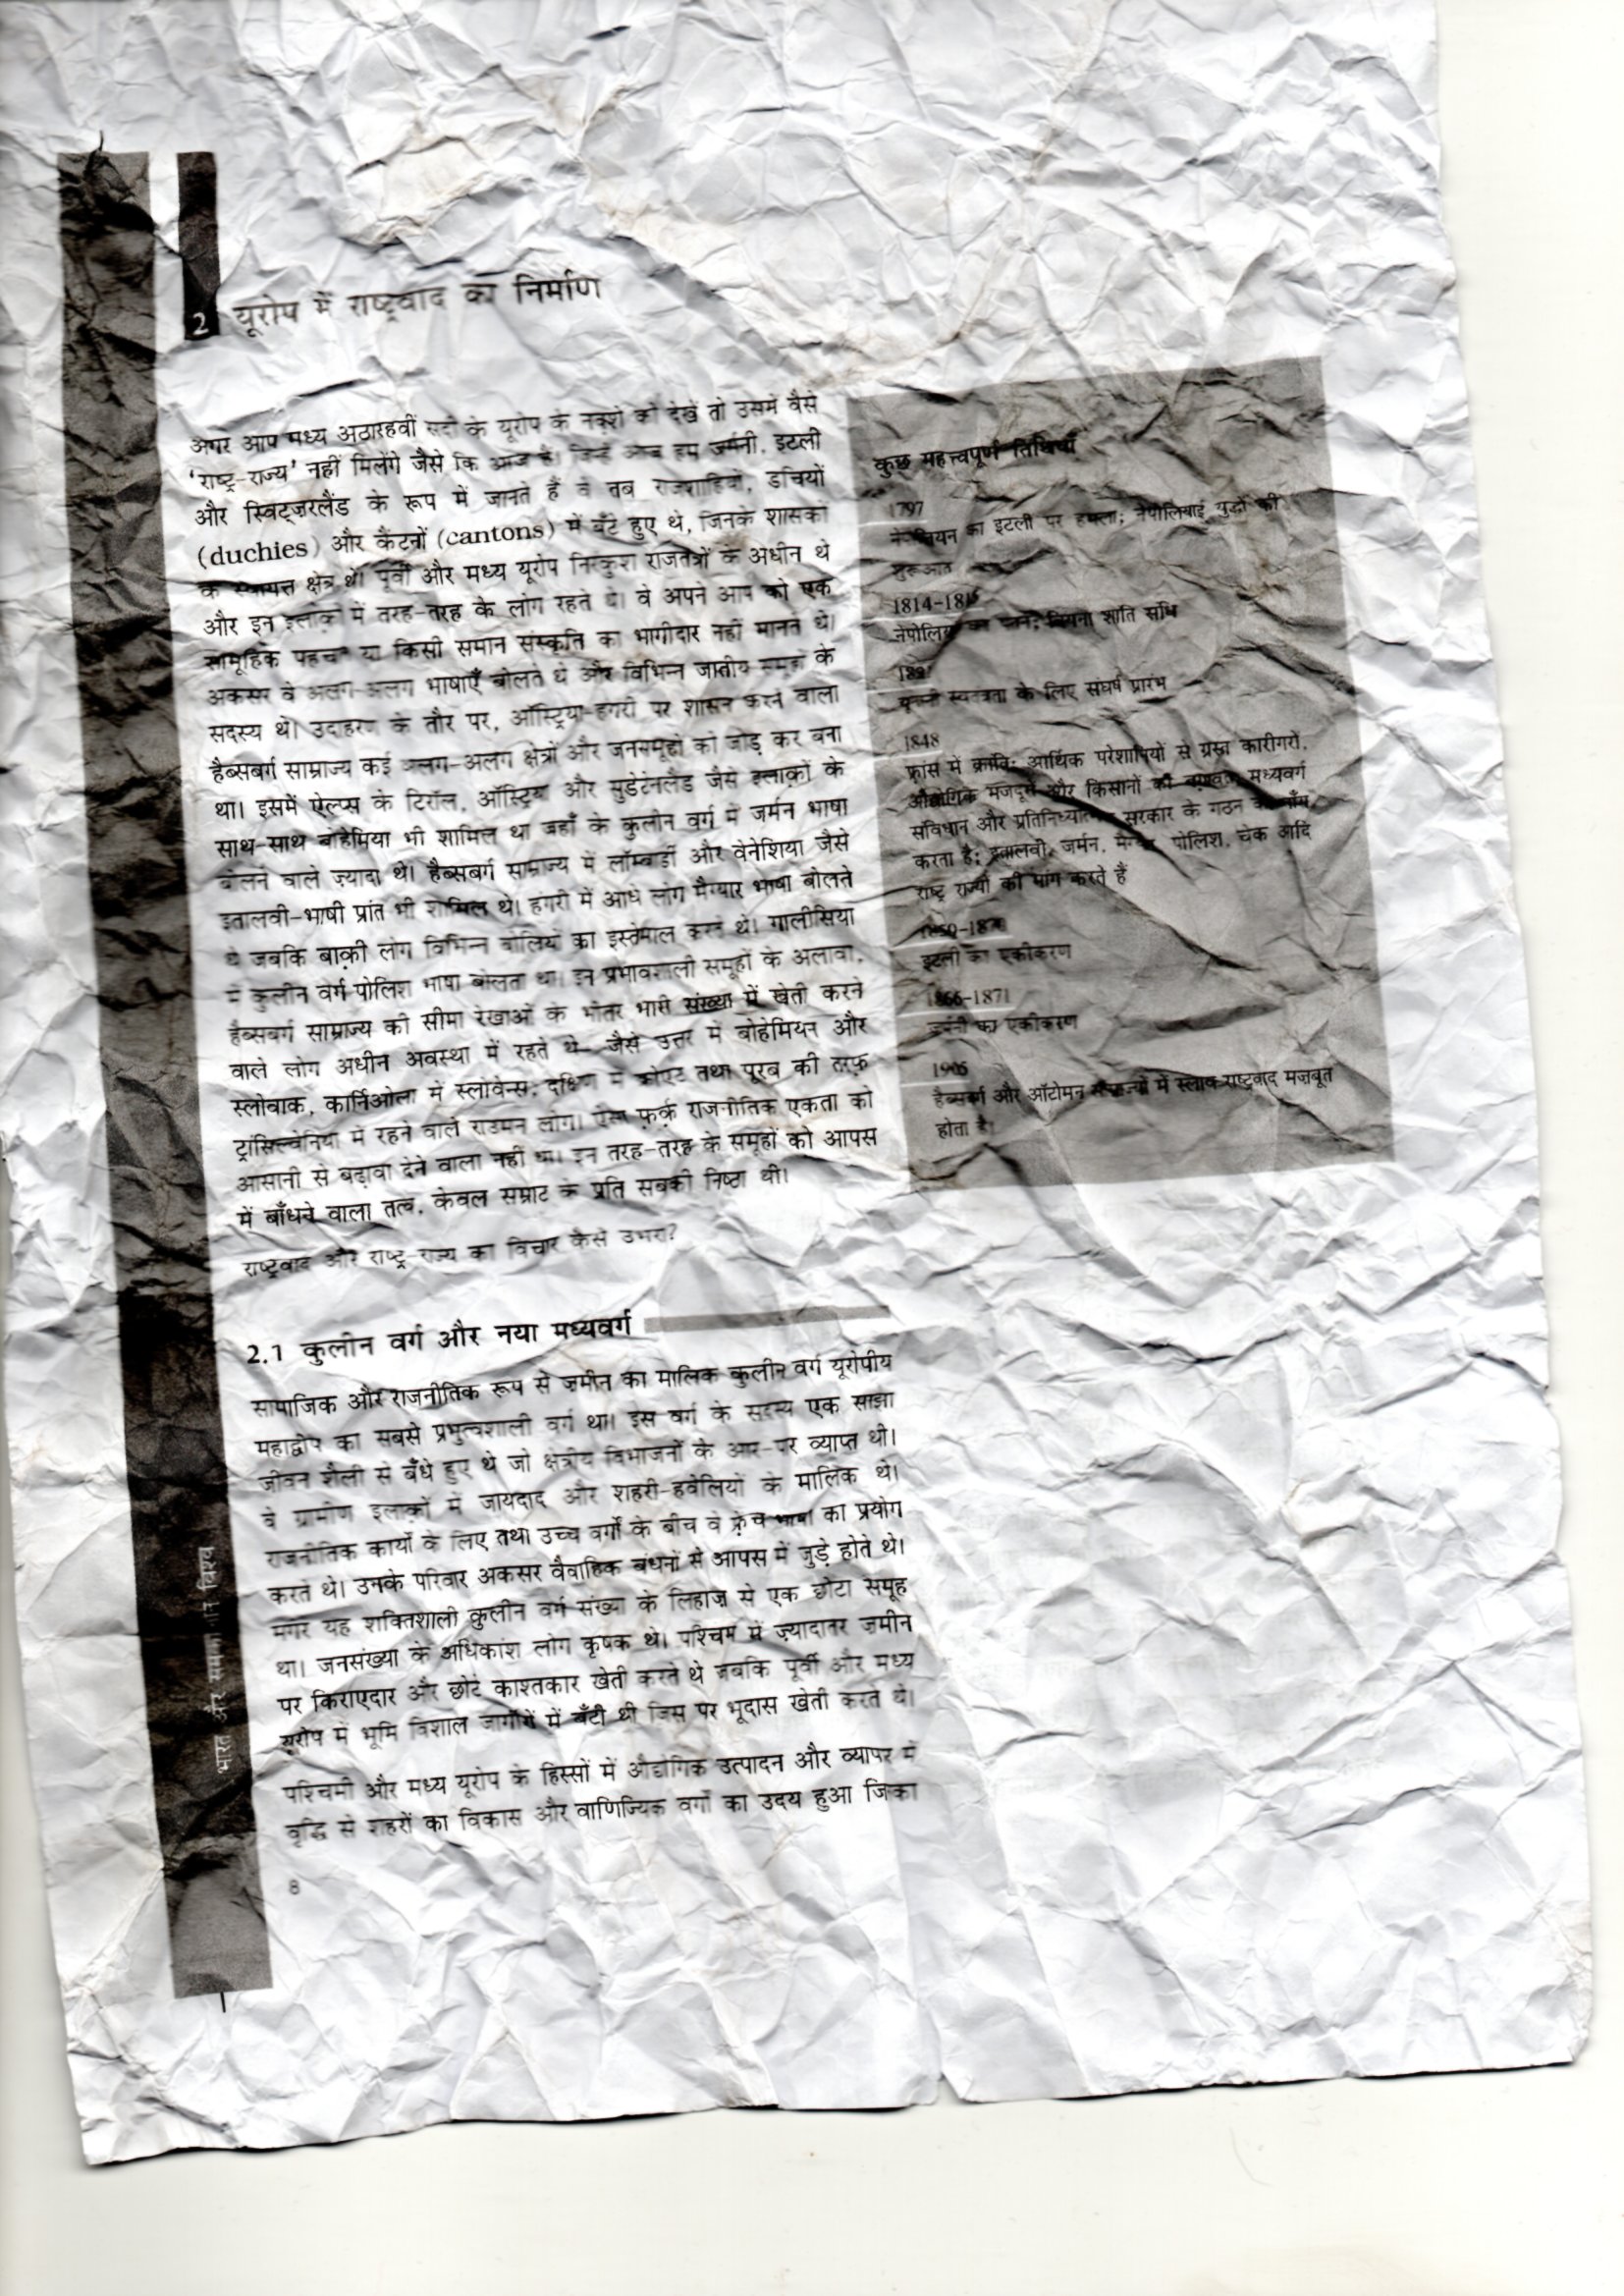 2 यूरोप में राष्ट्रवाद का निर्माण
अगर आप मध्य अठारहवीं सदी के यूरोप के नक्शे को देखें तो उसमें वैसे
'राष्ट्र-राज्य' नहीं मिलेंगे जैसे कि आज हैं। जिन्हें आज हम जर्मनी, इटली
और स्विट्ज़रलैंड के रूप में जानते हैं वे तब राजशाहियों, डचियों
(duchies) और कैंटनों (cantons) में बँटे हुए थे, जिनके शासकों
के स्वायत्त क्षेत्र थे। पूर्वी और मध्य यूरोप निरंकुश राजतंत्रों के अधीन थे
और इन इलाकों में तरह-तरह के लोग रहते थे। वे अपने आप को एक
सामूहिक पहचान या किसी समान संस्कृति का भागीदार नहीं मानते थे।
अकसर वे अलग-अलग भाषाएँ बोलते थे और विभिन्न जातीय समूहों के
सदस्य थे। उदाहरण के तौर पर, ऑस्ट्रिया-हंगरी पर शासन करने वाला
हैब्सबर्ग साम्राज्य कई अलग-अलग क्षेत्रों और जनसमूहों को जोड़ कर बना
था। इसमें ऐल्प्स के टिरॉल, ऑस्ट्रिया और सुडेटेनलैंड जैसे इलाक़ों के
साथ-साथ बोहेमिया भी शामिल था जहाँ के कुलीन वर्ग में जर्मन भाषा
बोलने वाले ज़्यादा थे। हैब्सबर्ग साम्राज्य में लॉम्बार्डी और वेनेशिया जैसे
इतालवी-भाषी प्रांत भी शामिल थे। हंगरी में आधे लोग मैग्यार भाषा बोलते
थे जबकि बाक़ी लोग विभिन्न बोलियों का इस्तेमाल करते थे। गालीसिया
में कुलीन वर्ग पोलिश भाषा बोलता था। इन प्रभावशाली समूहों के अलावा,
हैब्सबर्ग साम्राज्य की सीमा रेखाओं के भीतर भारी संख्या में खेती करने
वाले लोग अधीन अवस्था में रहते थे– जैसे उत्तर में बोहेमियन और
स्लोवाक, कार्निओला में स्लोवेन्स, दक्षिण में क्रोएट तथा पूरब की तरफ़
ट्रांसिल्वेनिया में रहने वाले राउमन लोग। ऐसा फ़र्क़ राजनीतिक एकता को
आसानी से बढ़ावा देने वाला नहीं था। इन तरह-तरह के समूहों को आपस
में बाँधने वाला तत्व, केवल सम्राट के प्रति सबकी निष्ठा थी।
राष्ट्रवाद और राष्ट्र-राज्य का विचार कैसे उभरा?
2.1 कुलीन वर्ग और नया मध्यवर्ग
सामाजिक और राजनीतिक रूप से ज़मीन का मालिक कुलीन वर्ग यूरोपीय
महाद्वीप का सबसे प्रभुत्वशाली वर्ग था। इस वर्ग के सदस्य एक साझा
जीवन शैली से बँधे हुए थे जो क्षेत्रीय विभाजनों के आर-पार व्याप्त थी।
वे ग्रामीण इलाक़ों में जायदाद और शहरी-हवेलियों के मालिक थे।
राजनीतिक कार्यों के लिए तथा उच्च वर्गों के बीच वे फ़्रेंच भाषा का प्रयोग
करते थे। उनके परिवार अकसर वैवाहिक बंधनों से आपस में जुड़े होते थे।
मगर यह शक्तिशाली कुलीन वर्ग संख्या के लिहाज़ से एक छोटा समूह
था। जनसंख्या के अधिकांश लोग कृषक थे। पश्चिम में ज़्यादातर ज़मीन
पर किराएदार और छोटे काश्तकार खेती करते थे जबकि पूर्वी और मध्य
यूरोप में भूमि विशाल जागीरों में बँटी थी जिस पर भूदास खेती करते थे।
पश्चिमी और मध्य यूरोप के हिस्सों में औद्योगिक उत्पादन और व्यापार में
वृद्धि से शहरों का विकास और वाणिज्यिक वर्गों का उदय हुआ
8
कुछ महत्त्वपूर्ण तिथियाँ
1797
नेपोलियन का इटली पर हमला; नेपोलियाई युद्धों की
शुरूआत
1814-1815
नेपोलियन का पतन; वियना शांति संधि
1821
यूनानी स्वतंत्रता के लिए संघर्ष प्रारंभ
1848
फ़्रांस में क्रांति; आर्थिक परेशानियों से ग्रस्त कारीगरों,
औद्योगिक मज़दूरों और किसानों की बग़ावत; मध्यवर्ग
संविधान और प्रतिनिध्यात्मक सरकार के गठन की माँग
करता है; इतालवी, जर्मन, मैग्यार, पोलिश, चेक आदि
राष्ट्र राज्यों की माँग करते हैं
इटली का एकीकरण
1866-1871
जर्मनी का एकीकरण
1905
हैब्सबर्ग और ऑटोमन साम्राज्यों में स्लाव राष्ट्रवाद मज़बूत
होता है।
भारत और समकालीन विश्व